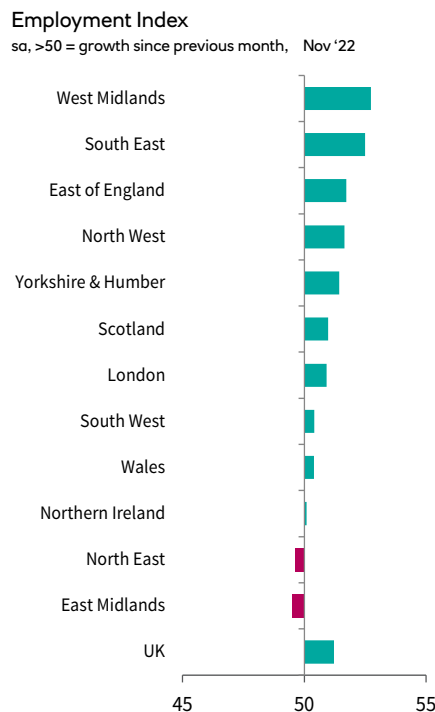 Employment Index
sa, >50 = growth since previous month, Nov ‘22
West Midlands
South East
East of England
North West
Yorkshire & Humber
Scotland
London
South West
Wales
Northern Ireland
North East
East Midlands
UK
45 50 55